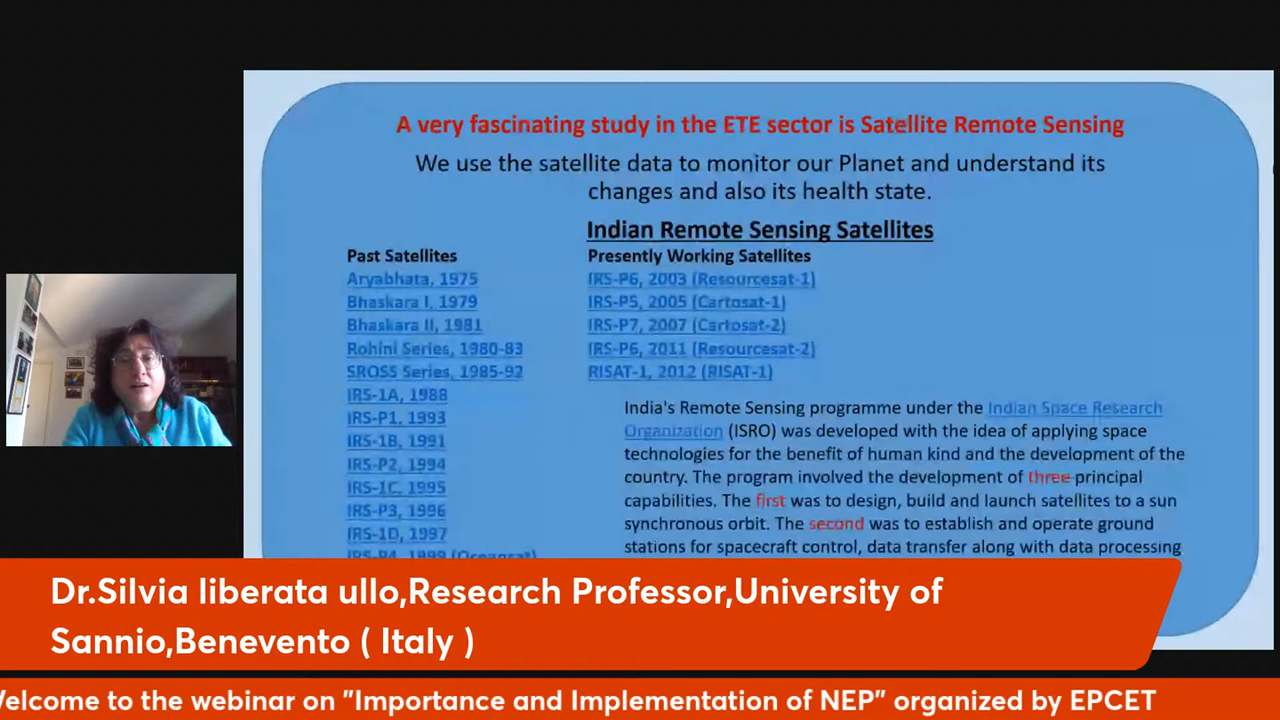 A very fascinating study in the ETE sector is Satellite Remote Sensing
We use the satellite data to monitor our Planet and understand its
changes and also its health state.
Indian Remote Sensing Satellites
Past Satellites
Aryabhata, 1975
Bhaskara I, 1979
Bhaskara II, 1981
Rohini Series, 1980-83
SROSS Series, 1985-92
IRS-1A, 1988
IRS-P1, 1993
IRS-1B, 1991
IRS-P2, 1994
IRS-1C, 1995
IRS-P3, 1996
IRS-1D, 1997
IRS-P4, 1999 (Oceansat)
Presently Working Satellites
IRS-P6, 2003 (Resourcesat-1)
IRS-P5, 2005 (Cartosat-1)
IRS-P7, 2007 (Cartosat-2)
IRS-P6, 2011 (Resourcesat-2)
RISAT-1, 2012 (RISAT-1)
India's Remote Sensing programme under the Indian Space Research
Organization (ISRO) was developed with the idea of applying space
technologies for the benefit of human kind and the development of the
country. The program involved the development of three principal
capabilities. The first was to design, build and launch satellites to a sun
synchronous orbit. The second was to establish and operate ground
stations for spacecraft control, data transfer along with data processing
Dr.Silvia liberata ullo,Research Professor,University of
Sannio,Benevento ( Italy )
Welcome to the webinar on "Importance and Implementation of NEP" organized by EPCET